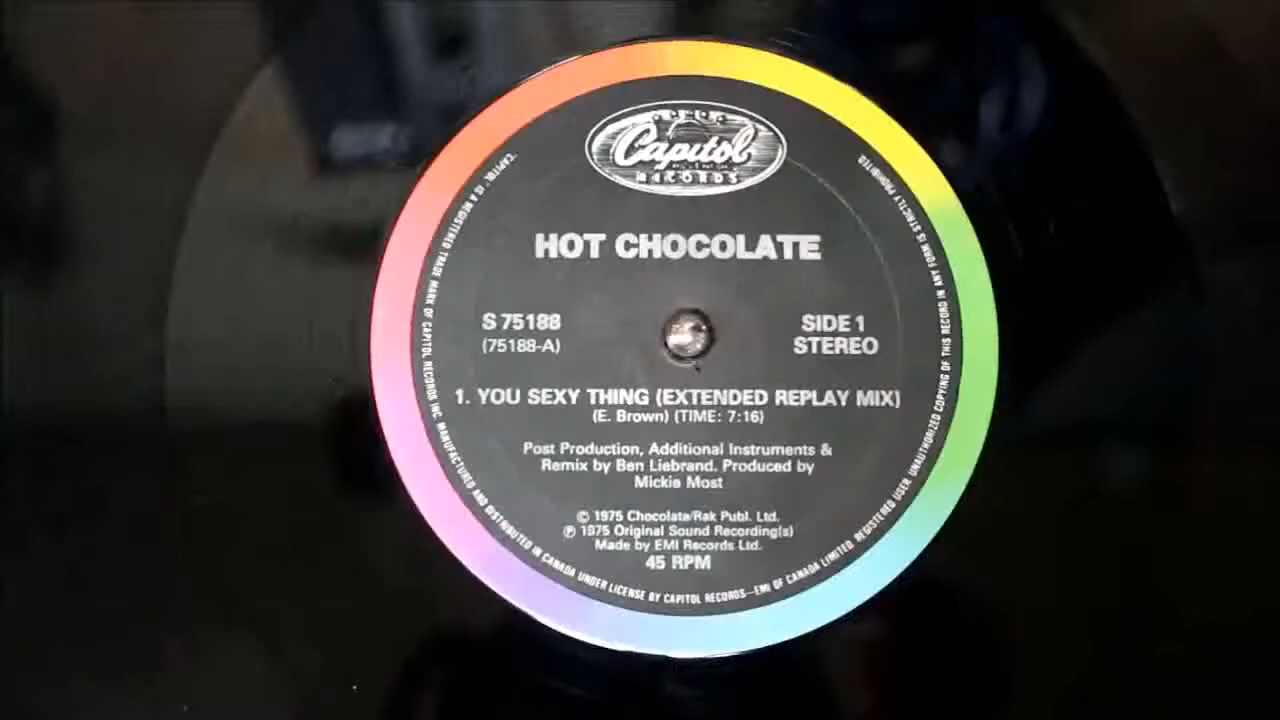 Capitol
RECORDS
HOT CHOCOLATE
S 75188
(75188-A)
SIDE 1
STEREO
1. YOU SEXY THING (EXTENDED REPLAY MIX)
(E. Brown) (TIME: 7:16)
Post Production, Additional Instruments &
Remix by Ben Liebrand. Produced by
Mickie Most
© 1975 Chocolate/Rak Publ. Ltd.
℗ 1975 Original Sound Recording(s)
Made by EMI Records Ltd.
45 RPM
"CAPITOL" IS A REGISTERED TRADE MARK OF CAPITOL RECORDS INC. MANUFACTURED AND DISTRIBUTED IN CANADA UNDER LICENSE BY CAPITOL RECORDS—EMI OF CANADA LIMITED. REGISTERED USER. UNAUTHORIZED COPYING OF THIS RECORD IN ANY FORM IS STRICTLY PROHIBITED.